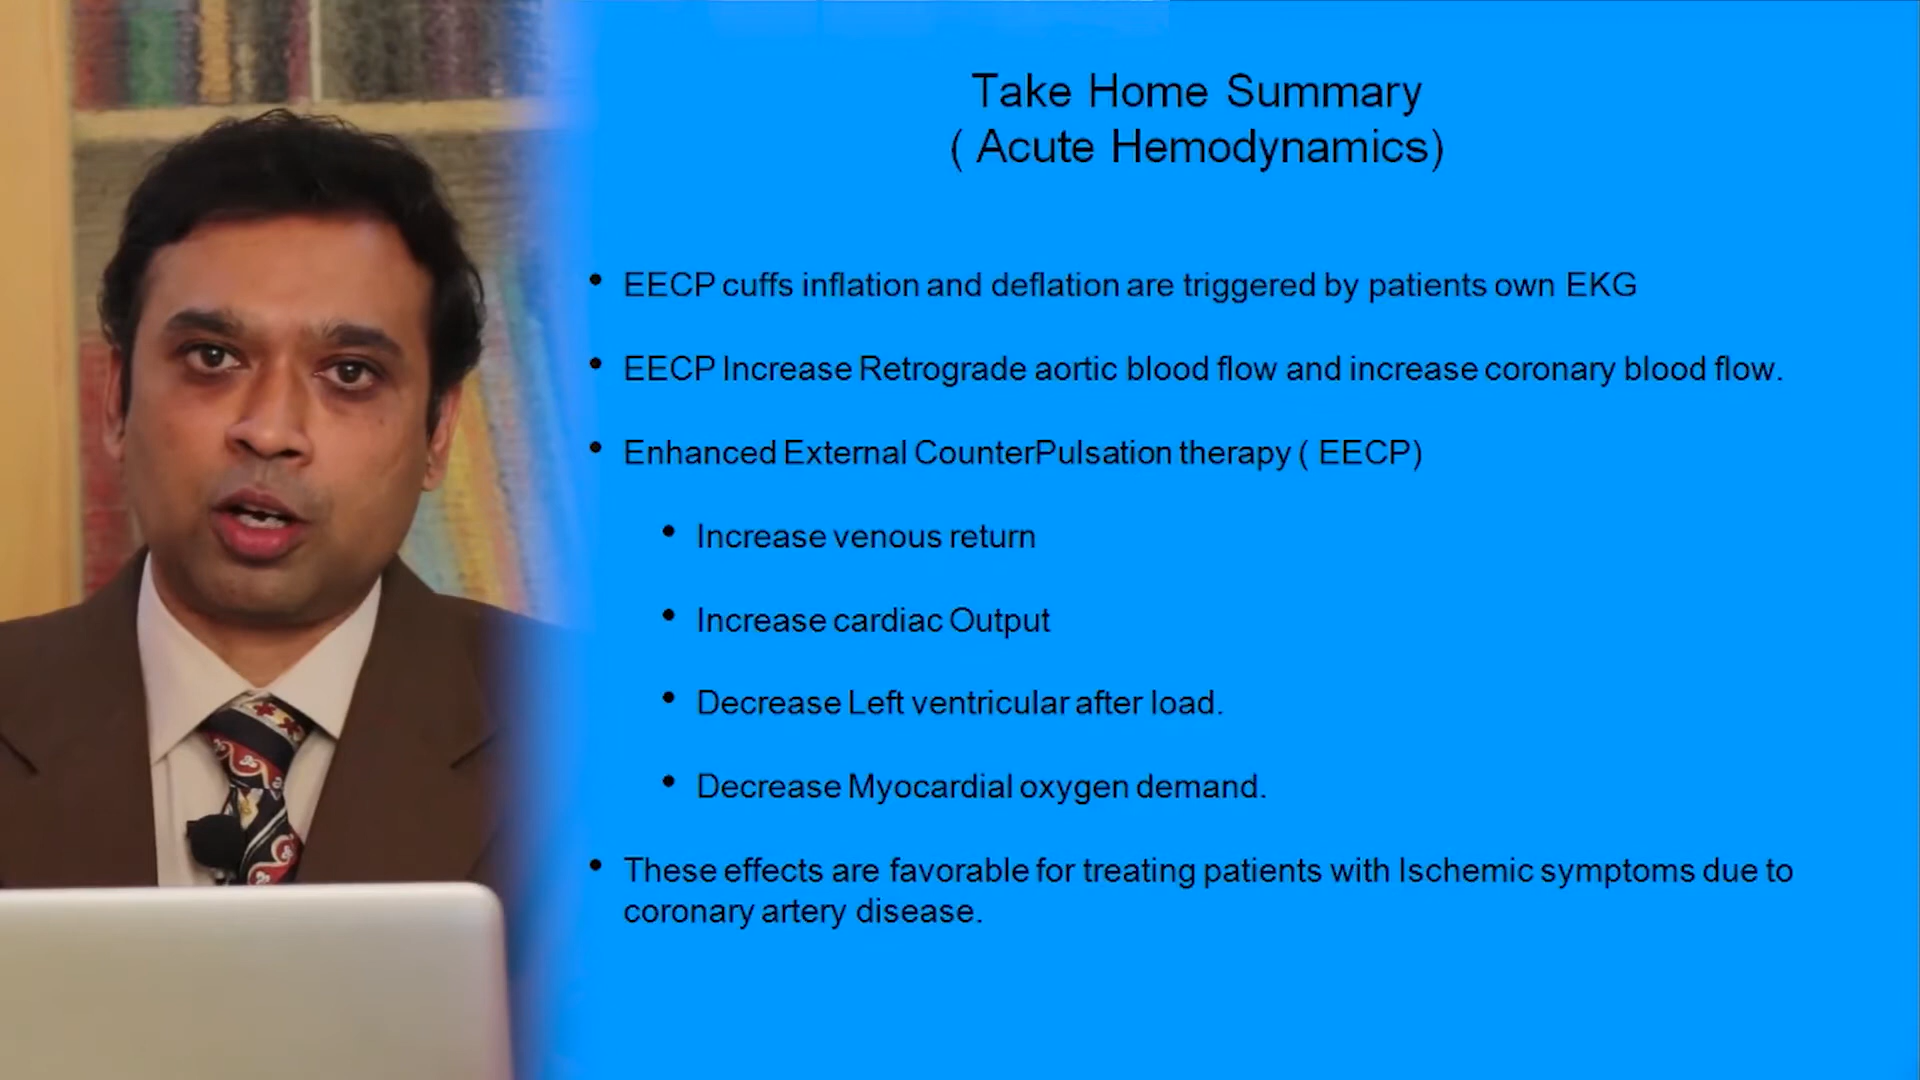 Take Home Summary
( Acute Hemodynamics)
• EECP cuffs inflation and deflation are triggered by patients own EKG
• EECP Increase Retrograde aortic blood flow and increase coronary blood flow.
• Enhanced External CounterPulsation therapy ( EECP)
• Increase venous return
• Increase cardiac Output
• Decrease Left ventricular after load.
• Decrease Myocardial oxygen demand.
• These effects are favorable for treating patients with Ischemic symptoms due to
coronary artery disease.